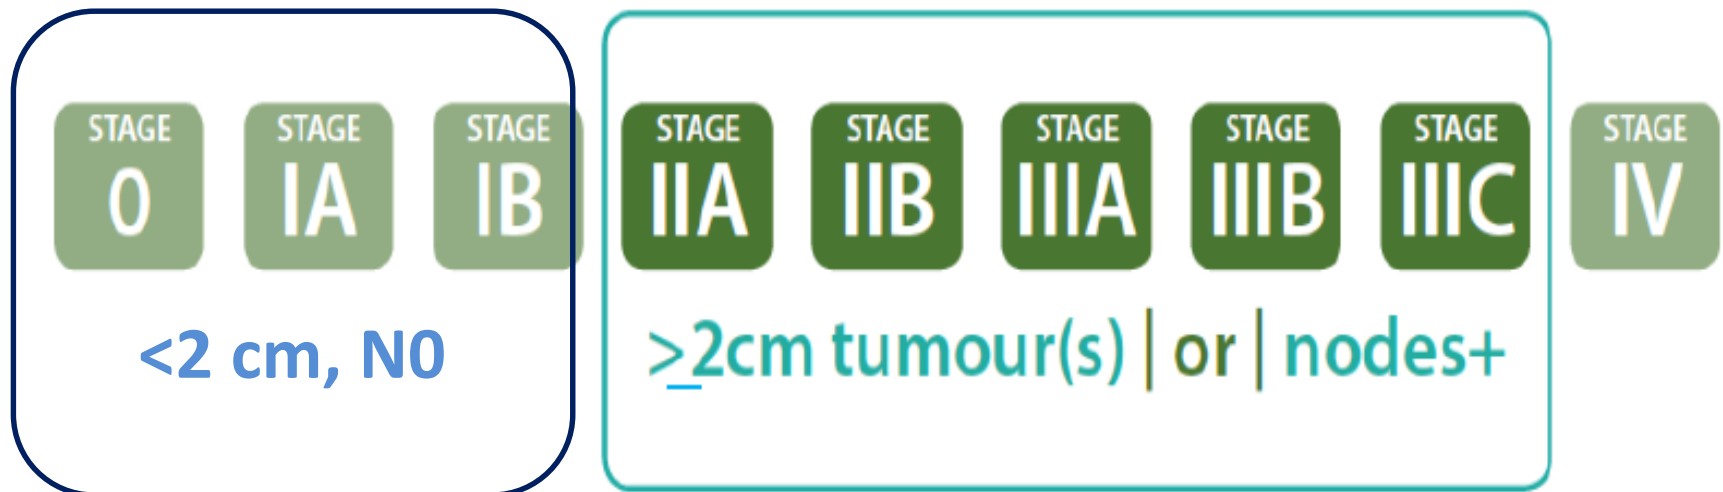 STAGE STAGE STAGE STAGE STAGE STAGE STAGE STAGE STAGE
0 IA IB IIA IIB IIIA IIIB IIIC IV
<2 cm, N0 >2cm tumour(s) | or | nodes+